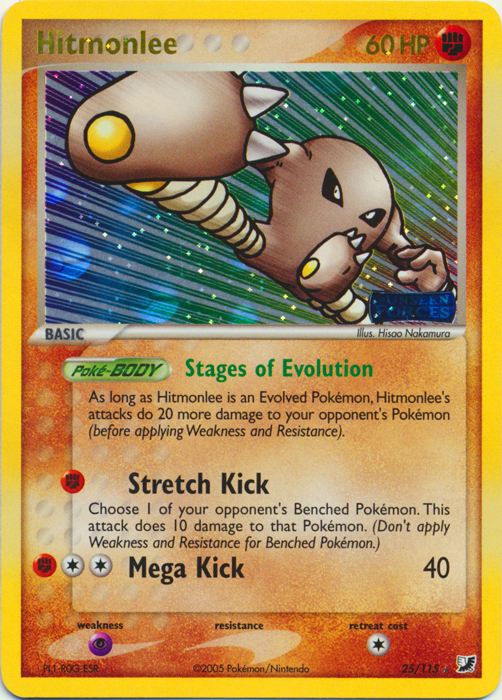 Hitmonlee
60 HP
UNSEEN
FORCES
BASIC
Illus. Hisao Nakamura
Poké-BODY Stages of Evolution
As long as Hitmonlee is an Evolved Pokémon, Hitmonlee's
attacks do 20 more damage to your opponent's Pokémon
(before applying Weakness and Resistance).
Stretch Kick
Choose 1 of your opponent's Benched Pokémon. This
attack does 10 damage to that Pokémon. (Don't apply
Weakness and Resistance for Benched Pokémon.)
Mega Kick 40
weakness resistance retreat cost
©2005 Pokémon/Nintendo 25/115